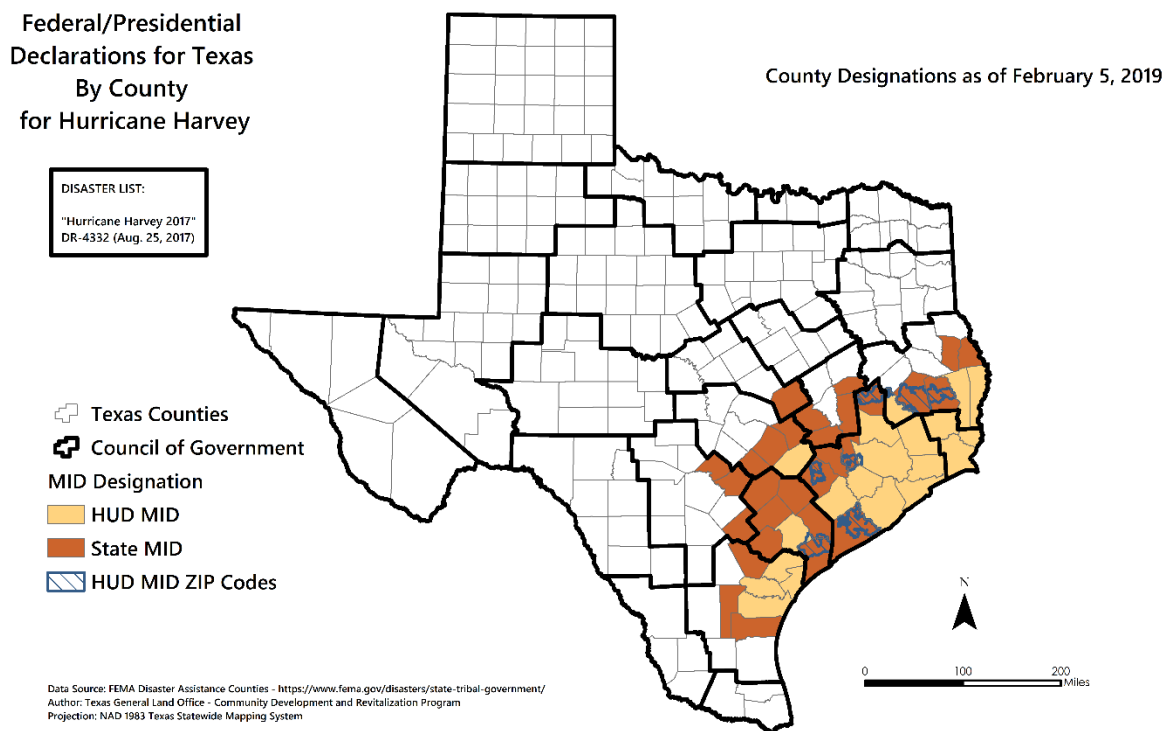 Federal/Presidential
Declarations for Texas
By County
for Hurricane Harvey
County Designations as of February 5, 2019
DISASTER LIST:
"Hurricane Harvey 2017"
DR-4332 (Aug. 25, 2017)
Texas Counties
Council of Government
MID Designation
HUD MID
State MID
HUD MID ZIP Codes
N
0 100 200
Miles
Data Source: FEMA Disaster Assistance Counties - https://www.fema.gov/disasters/state-tribal-government/
Author: Texas General Land Office - Community Development and Revitalization Program
Projection: NAD 1983 Texas Statewide Mapping System